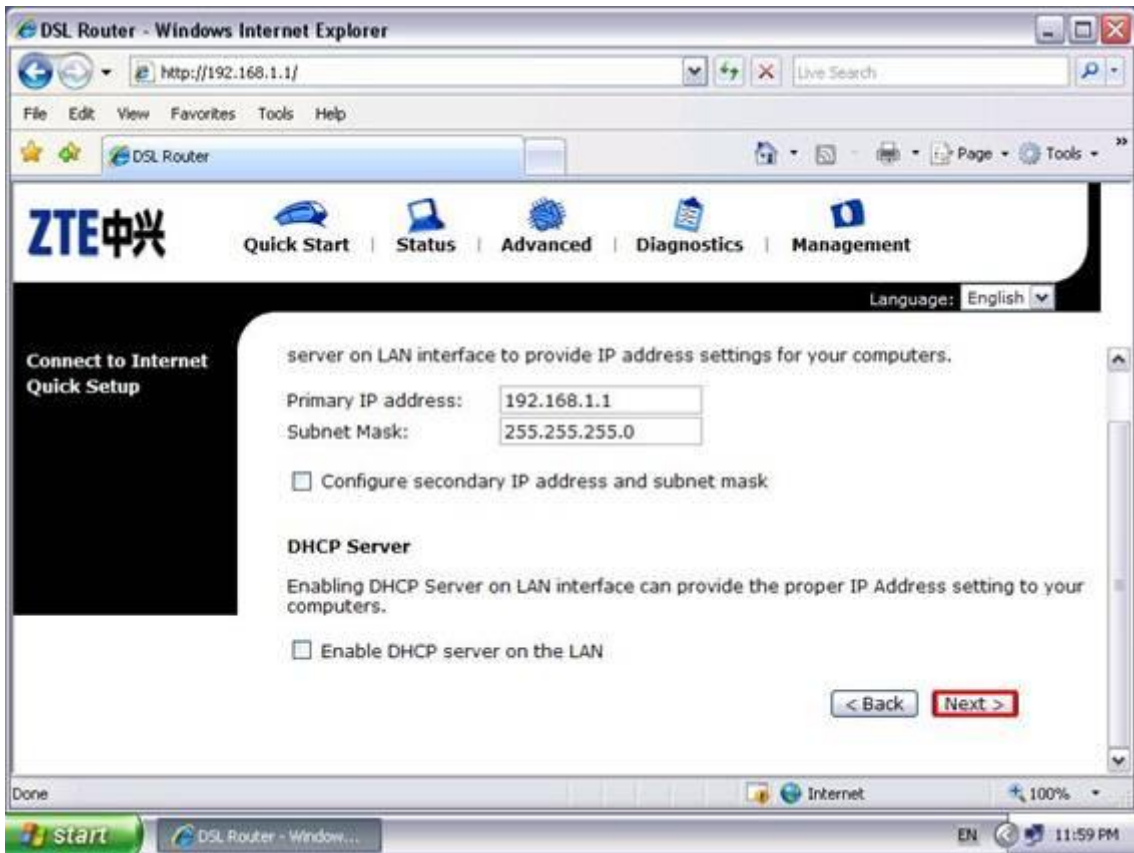 DSL Router - Windows Internet Explorer
http://192.168.1.1/
Live Search
File Edit View Favorites Tools Help
DSL Router
Page Tools »
ZTE中兴
Quick Start | Status | Advanced | Diagnostics | Management
Language: English
Connect to Internet
Quick Setup
server on LAN interface to provide IP address settings for your computers.
Primary IP address: 192.168.1.1
Subnet Mask: 255.255.255.0
Configure secondary IP address and subnet mask
DHCP Server
Enabling DHCP Server on LAN interface can provide the proper IP Address setting to your
computers.
Enable DHCP server on the LAN
< Back Next >
Done Internet 100%
start DSL Router - Window... EN 11:59 PM